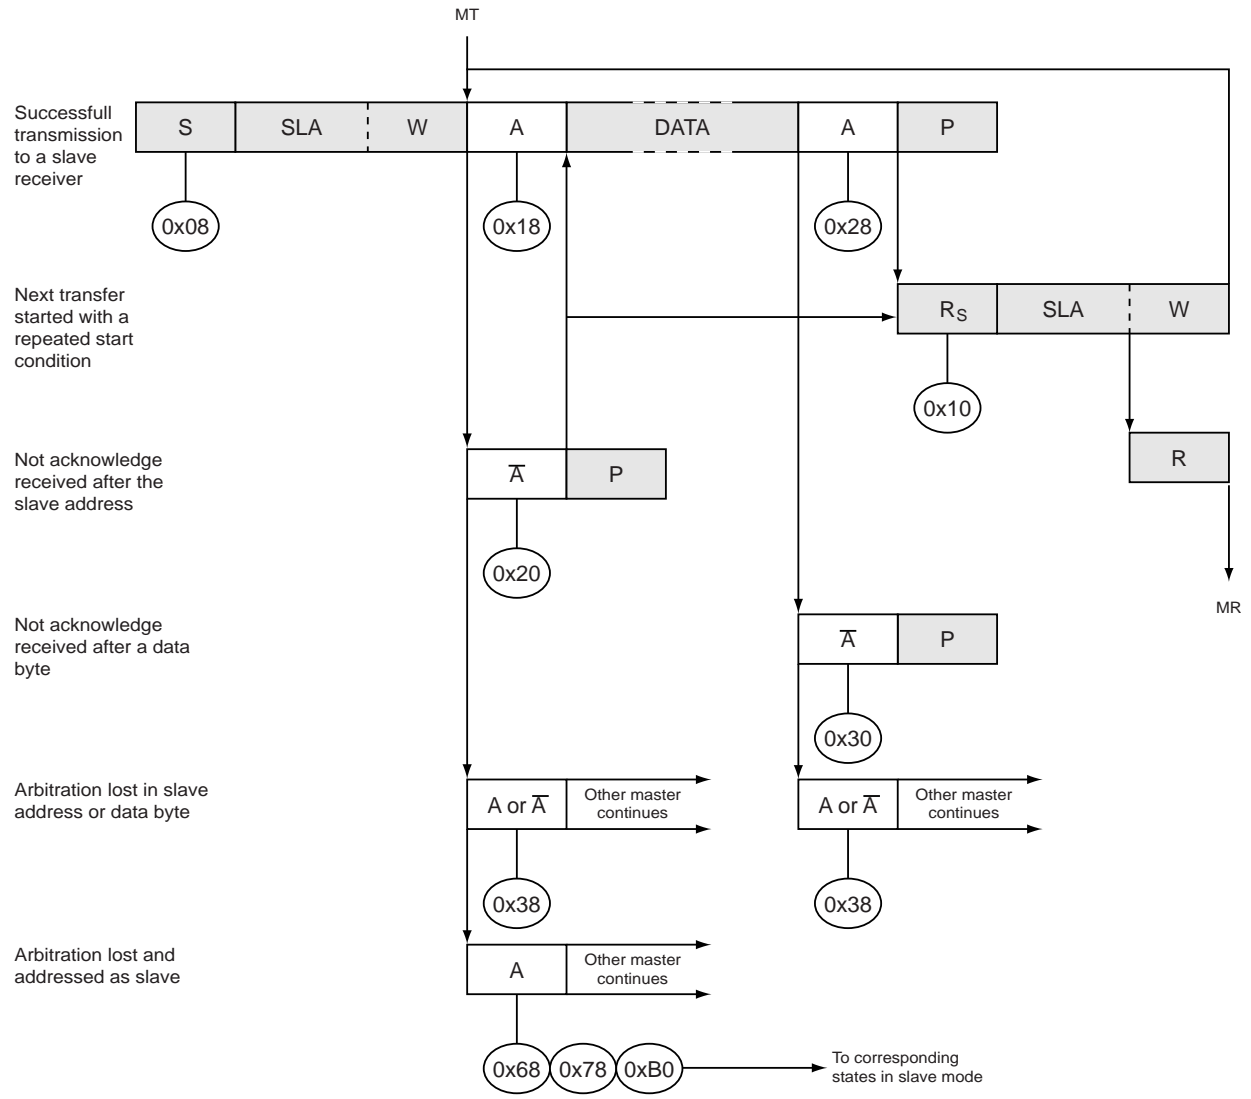 MT
Successfull
transmission
to a slave
receiver
S SLA W A DATA A P
0x08 0x18 0x28
Next transfer
started with a
repeated start
condition
RS SLA W
0x10
Not acknowledge
received after the
slave address
A̅ P
R
0x20
MR
Not acknowledge
received after a data
byte
A̅ P
0x30
Arbitration lost in slave
address or data byte
A or A̅
Other master
continues
A or A̅
Other master
continues
0x38 0x38
Arbitration lost and
addressed as slave
A
Other master
continues
0x68 0x78 0xB0
To corresponding
states in slave mode